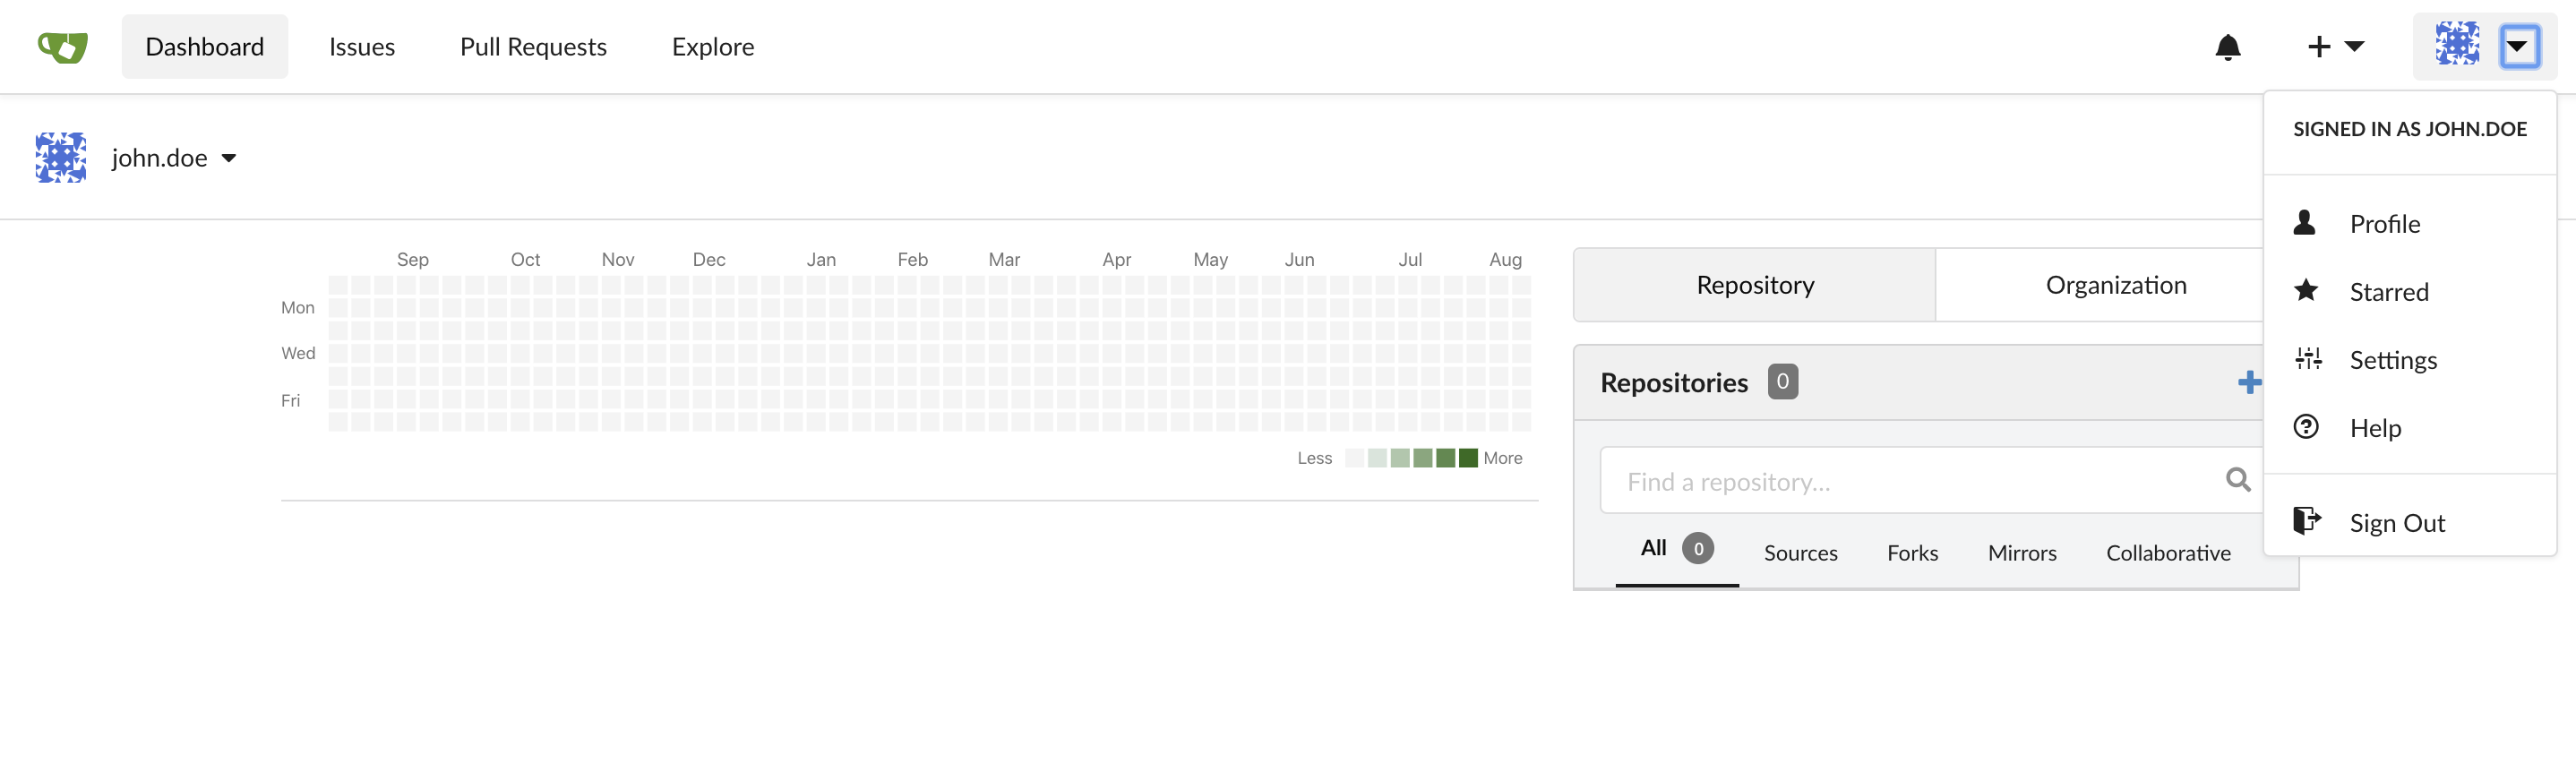 Dashboard Issues Pull Requests Explore
SIGNED IN AS JOHN.DOE
john.doe
Profile
Starred
Settings
Help
Sign Out
Sep Oct Nov Dec Jan Feb Mar Apr May Jun Jul Aug
Mon
Wed
Fri
Less More
Repository Organization
Repositories 0
Find a repository...
All 0 Sources Forks Mirrors Collaborative